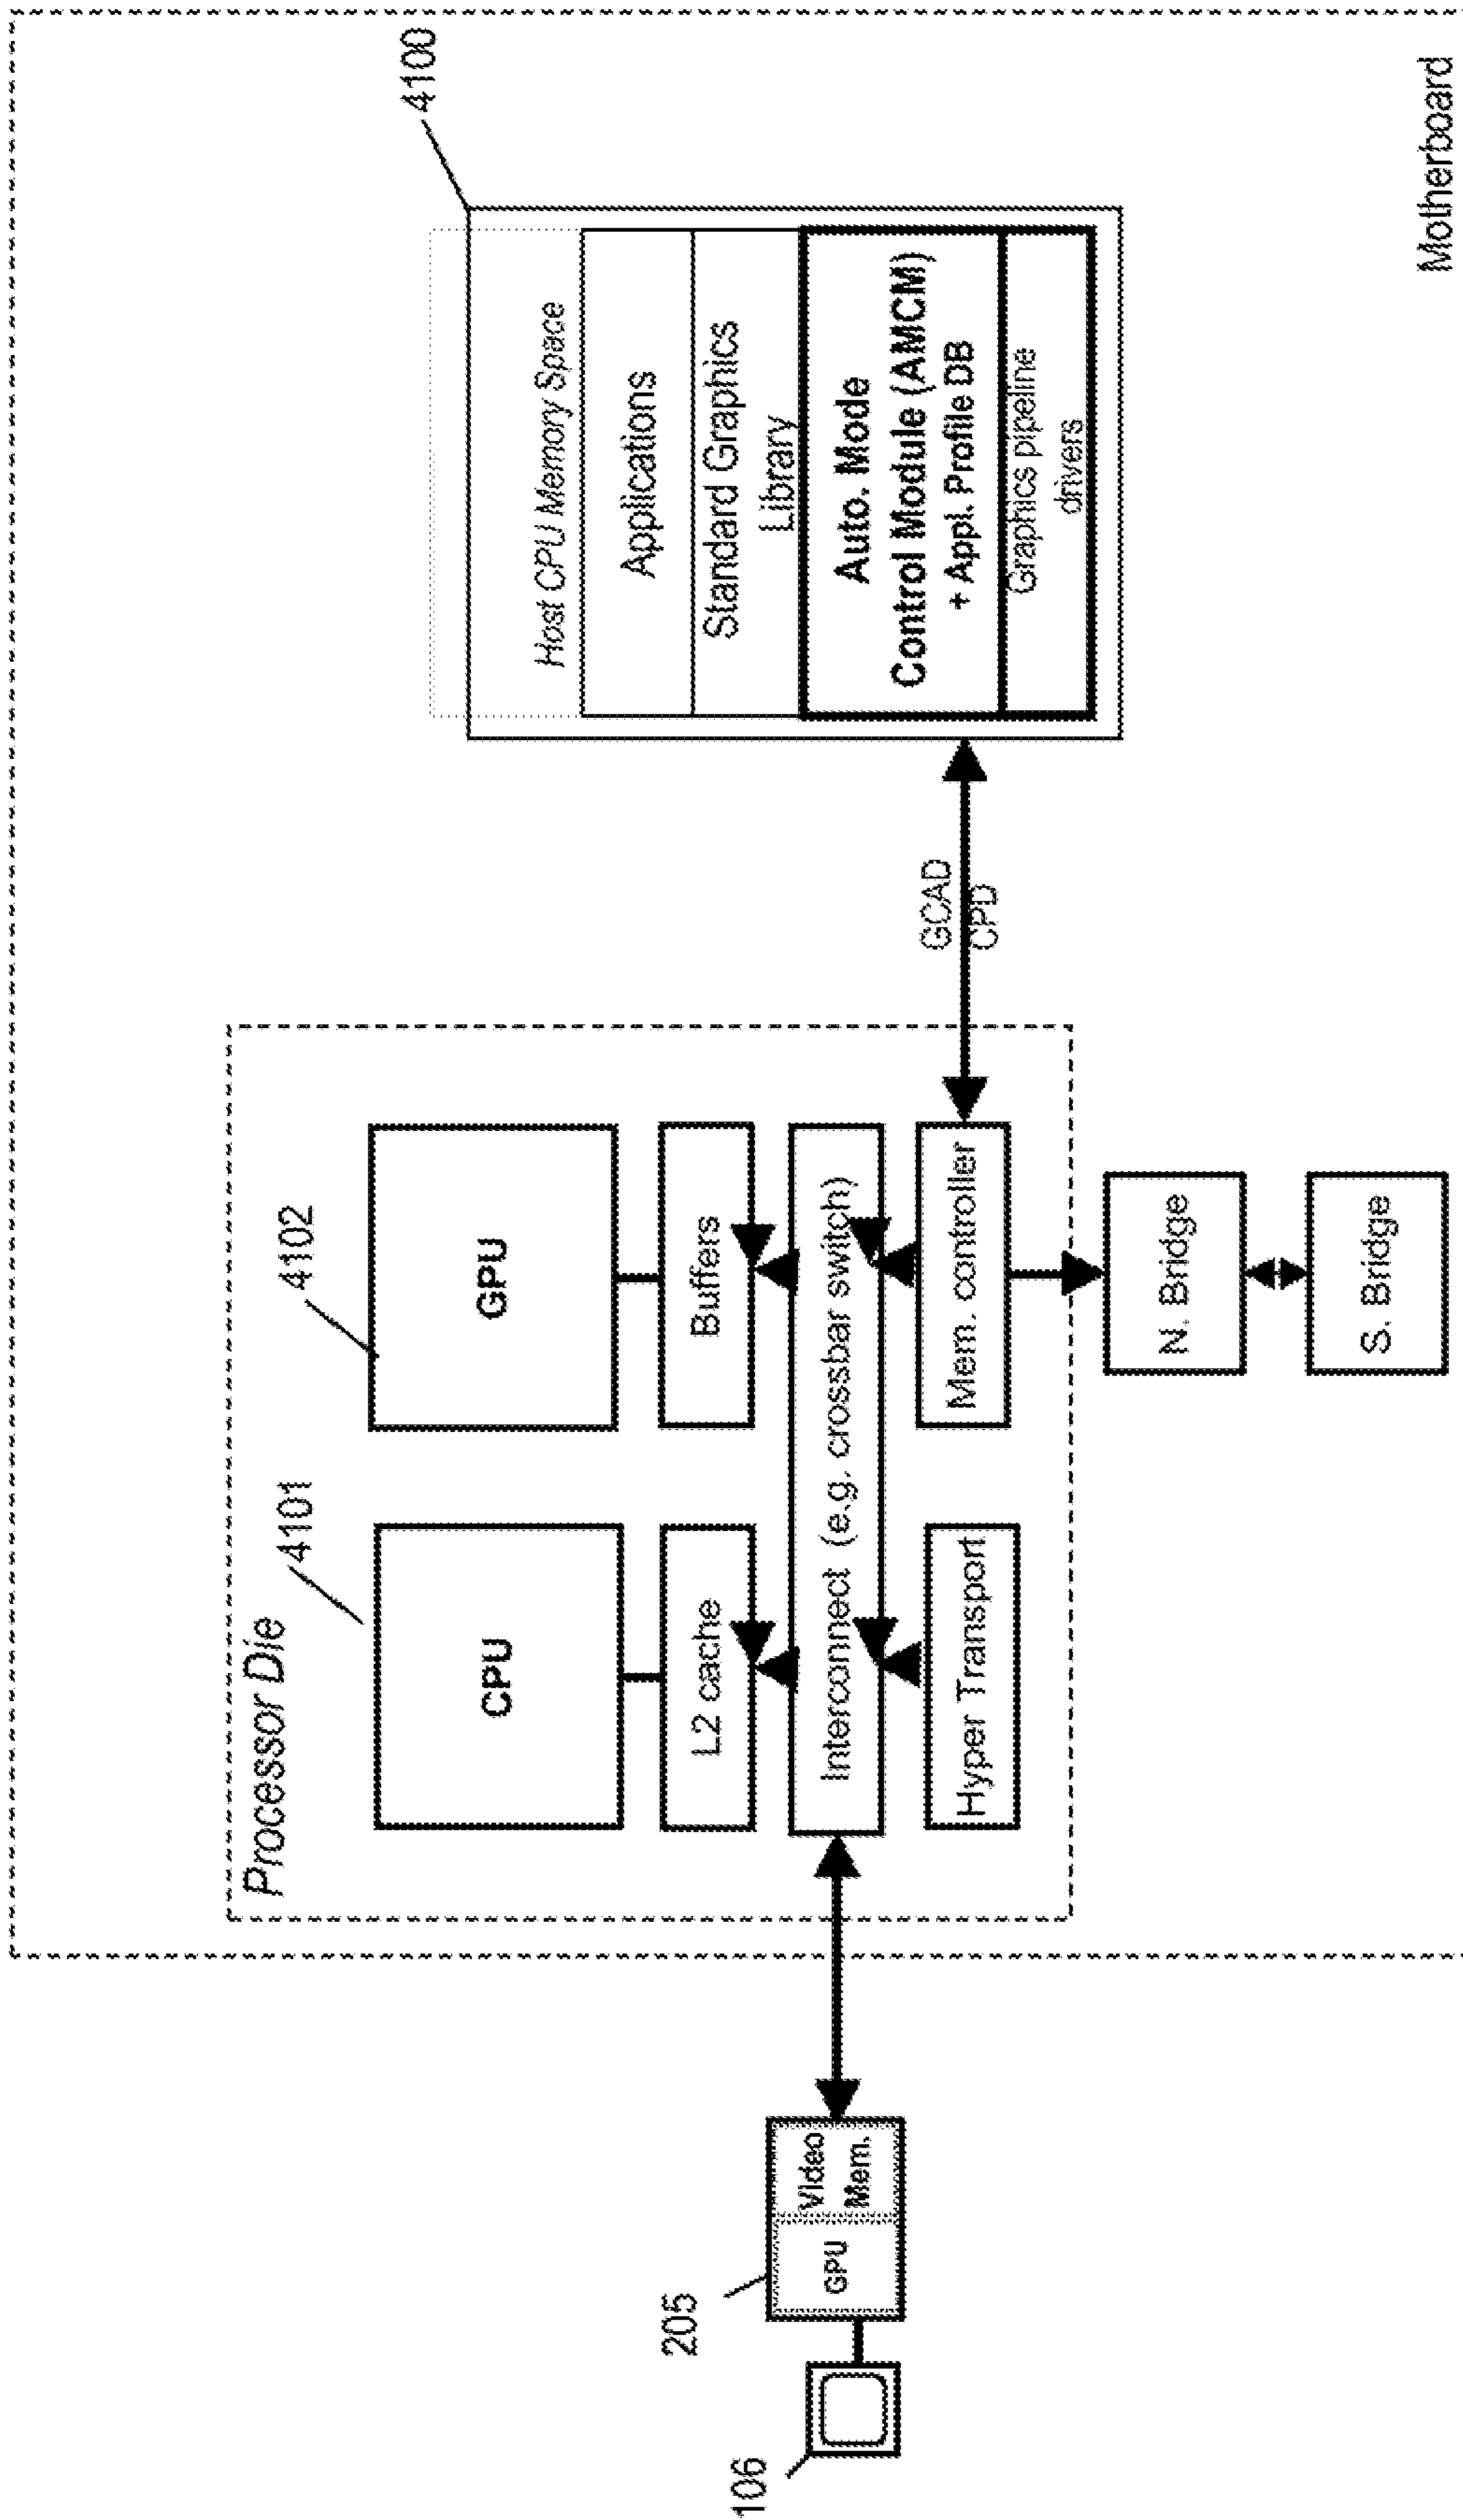 4100
Host CPU Memory Space
Applications
Standard Graphics
Library
Auto. Mode
Control Module (AMCM)
+ Appl. Profile DB
Graphics pipeline
drivers
Processor Die
4101
4102
CPU
GPU
L2 cache
Buffers
Interconnect (e.g. crossbar switch)
Hyper Transport
Mem. controller
GCAD
CPD
N. Bridge
S. Bridge
Motherboard
205
GPU
Video
Mem.
106